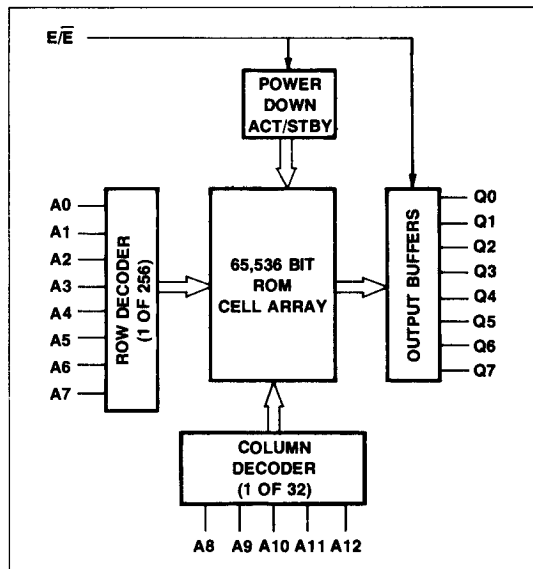 E/E̅
POWER
DOWN
ACT/STBY
A0
A1
A2
A3
A4
A5
A6
A7
ROW DECODER
(1 OF 256)
65,536 BIT
ROM
CELL ARRAY
OUTPUT BUFFERS
Q0
Q1
Q2
Q3
Q4
Q5
Q6
Q7
COLUMN
DECODER
(1 OF 32)
A8 A9 A10 A11 A12